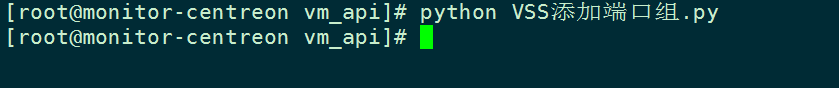 [root@monitor-centreon vm_api]# python VSS添加端口组.py
[root@monitor-centreon vm_api]#